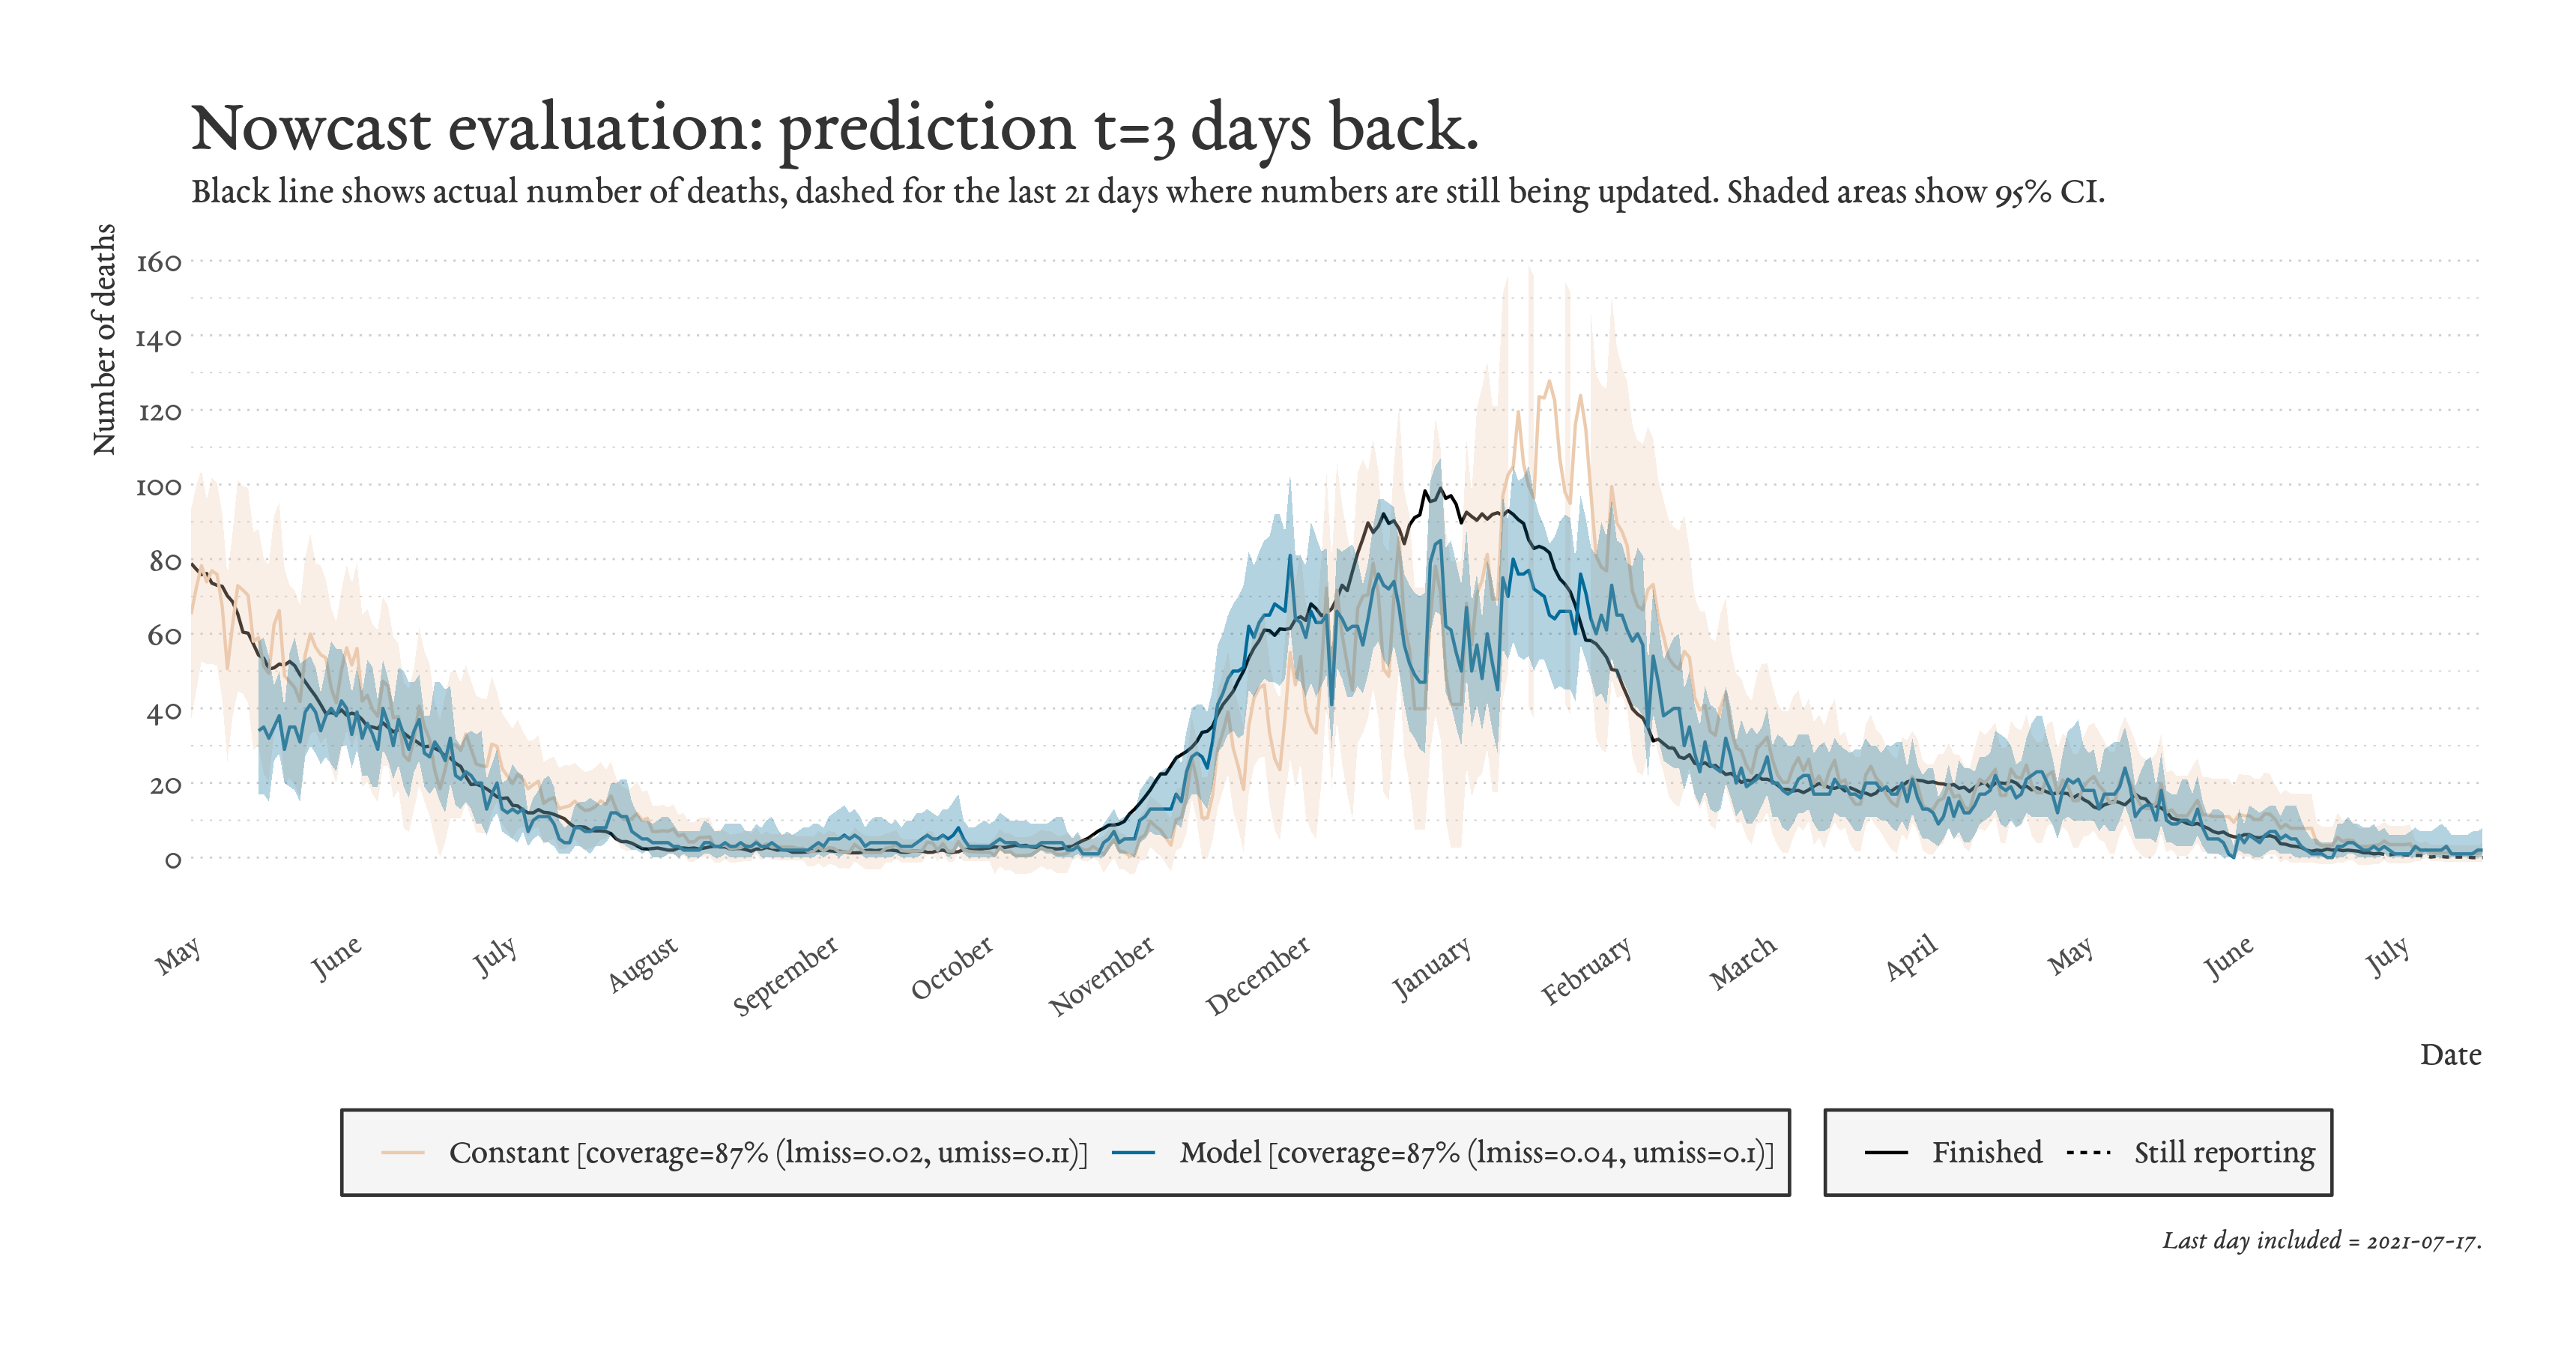 Nowcast evaluation: prediction t=3 days back.
Black line shows actual number of deaths, dashed for the last 21 days where numbers are still being updated. Shaded areas show 95% CI.
Number of deaths
160
140
120
100
80
60
40
20
0
May June July August September October November December January February March April May June July
Date
Constant [coverage=87% (lmiss=0.02, umiss=0.11)] Model [coverage=87% (lmiss=0.04, umiss=0.1)] Finished Still reporting
Last day included = 2021-07-17.